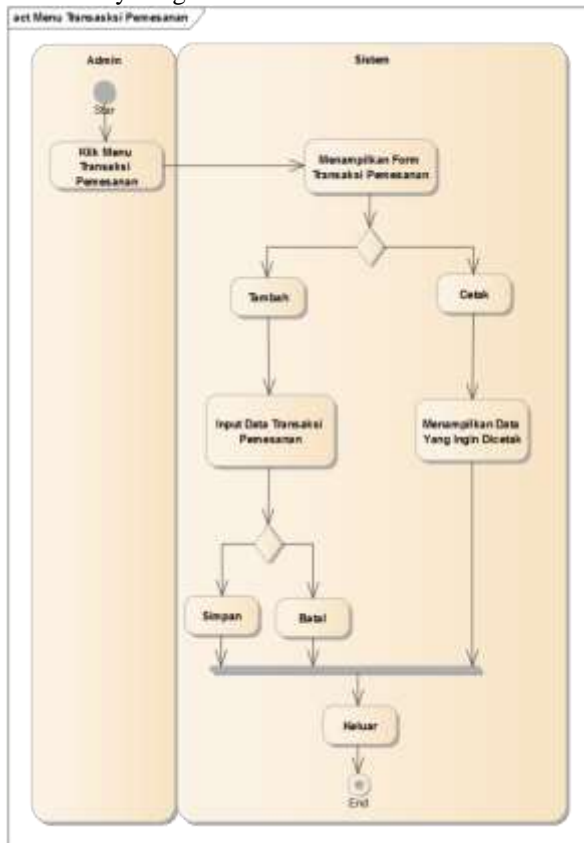 act Menu Transaksi Pemesanan
Admin
Sistem
Star
Klik Menu
Transaksi
Pemesanan
Menampilkan Form
Transaksi Pemesanan
Tambah
Cetak
Input Data Transaksi
Pemesanan
Menampilkan Data
Yang Ingin Dicetak
Simpan
Batal
Keluar
End